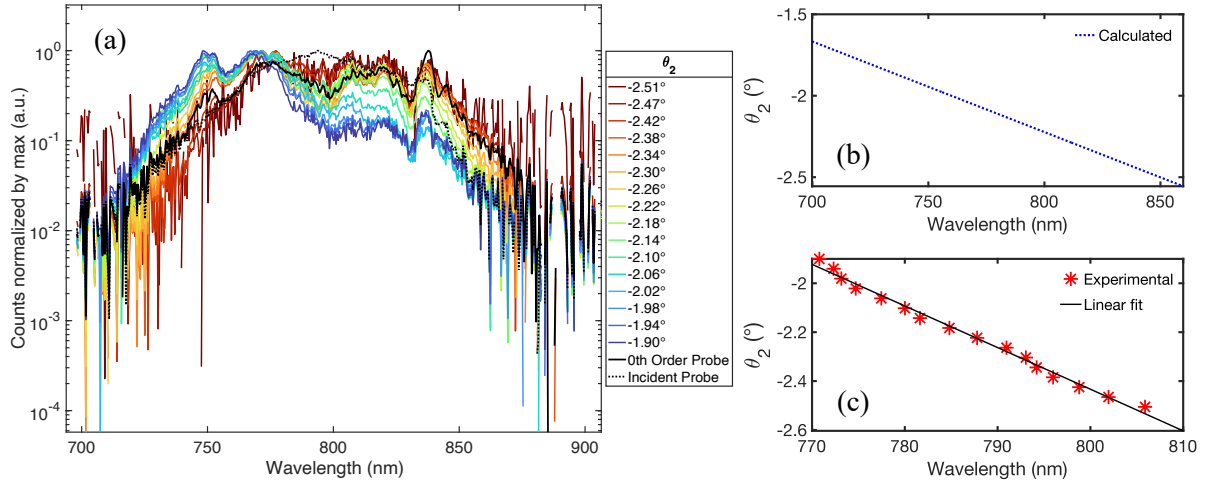 (a)
Counts normalized by max (a.u.)
10⁰
10⁻¹
10⁻²
10⁻³
10⁻⁴
700
750
800
850
900
Wavelength (nm)
θ₂
-2.51°
-2.47°
-2.42°
-2.38°
-2.34°
-2.30°
-2.26°
-2.22°
-2.18°
-2.14°
-2.10°
-2.06°
-2.02°
-1.98°
-1.94°
-1.90°
0th Order Probe
Incident Probe
(b)
Calculated
θ₂ (°)
-1.5
-2
-2.5
700
750
800
850
Wavelength (nm)
(c)
Experimental
Linear fit
θ₂ (°)
-2
-2.2
-2.4
-2.6
770
780
790
800
810
Wavelength (nm)